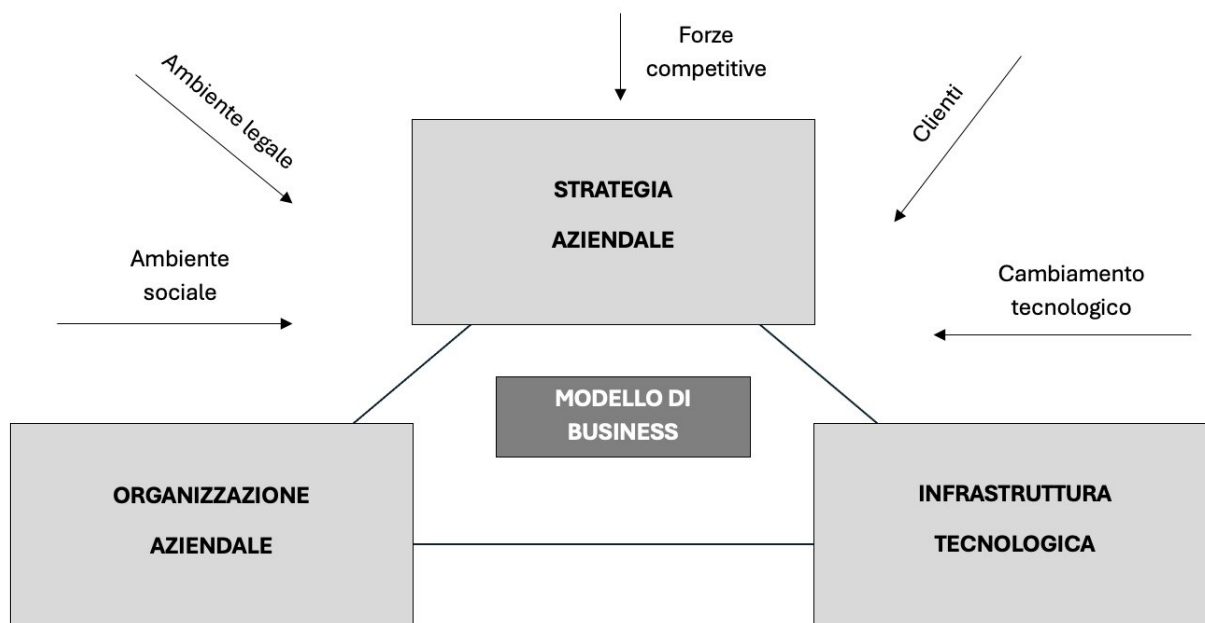 Forze
competitive
Ambiente legale
Clienti
STRATEGIA
AZIENDALE
Ambiente
sociale
Cambiamento
tecnologico
MODELLO DI
BUSINESS
ORGANIZZAZIONE
AZIENDALE
INFRASTRUTTURA
TECNOLOGICA